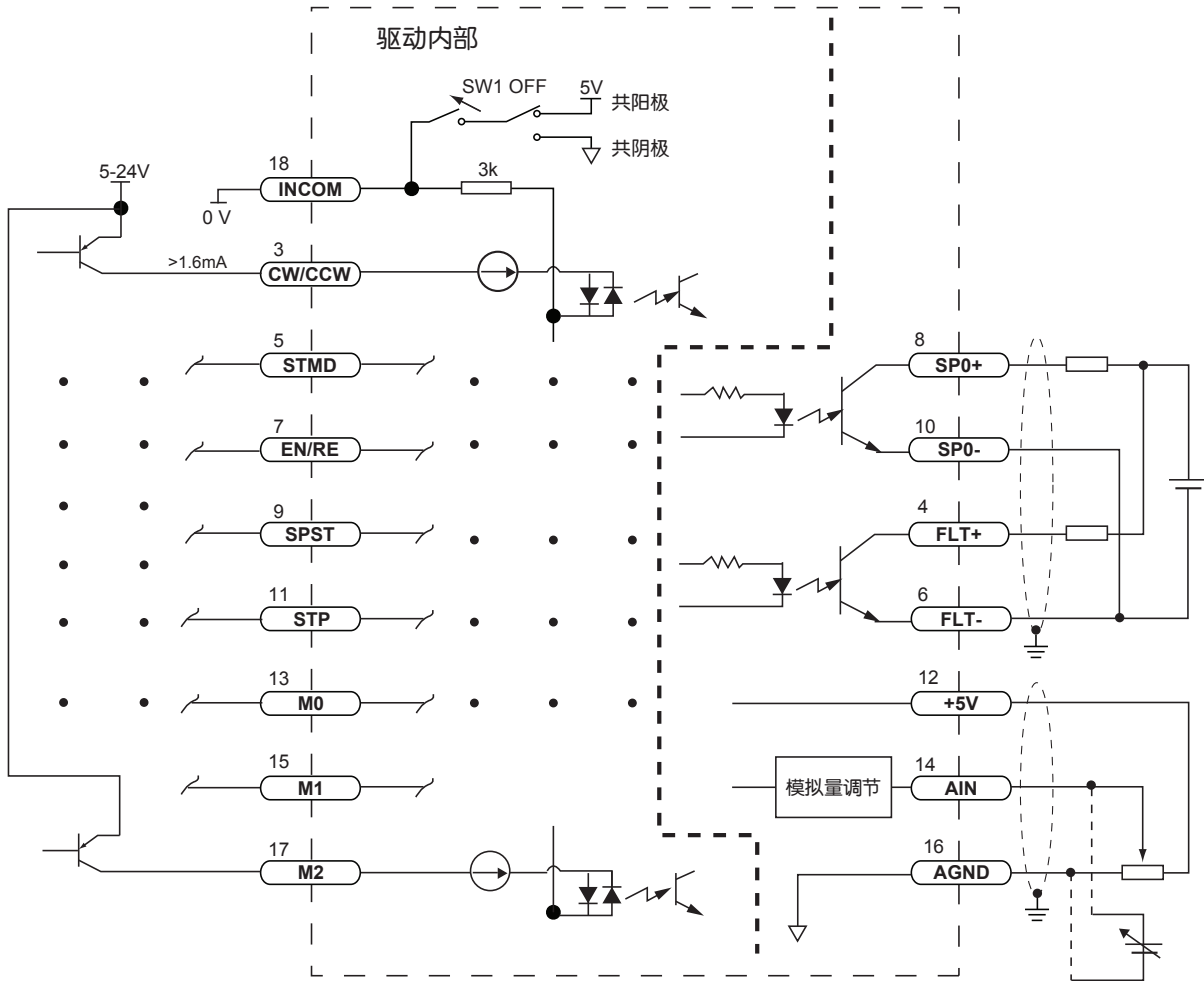 驱动内部
SW1 OFF
5V
共阳极
共阴极
18
INCOM
3k
5-24V
0 V
3
CW/CCW
>1.6mA
5
STMD
7
EN/RE
9
SPST
11
STP
13
M0
15
M1
17
M2
8
SP0+
10
SP0-
4
FLT+
6
FLT-
12
+5V
模拟量调节
14
AIN
16
AGND